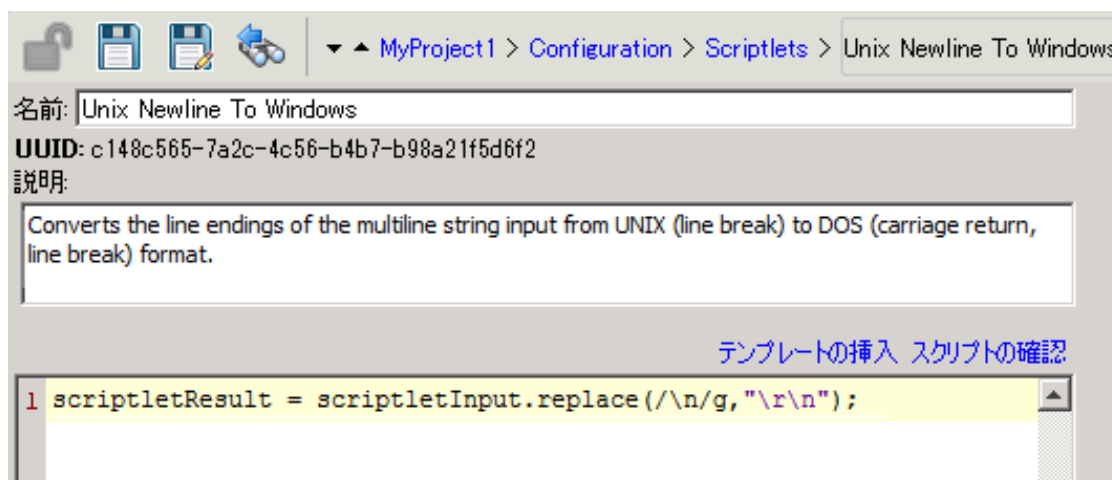 MyProject1 > Configuration > Scriptlets > Unix Newline To Windows
名前: Unix Newline To Windows
UUID: c148c565-7a2c-4c56-b4b7-b98a21f5d6f2
説明:
Converts the line endings of the multiline string input from UNIX (line break) to DOS (carriage return,
line break) format.
テンプレートの挿入 スクリプトの確認
1 scriptletResult = scriptletInput.replace(/\n/g,"\r\n");